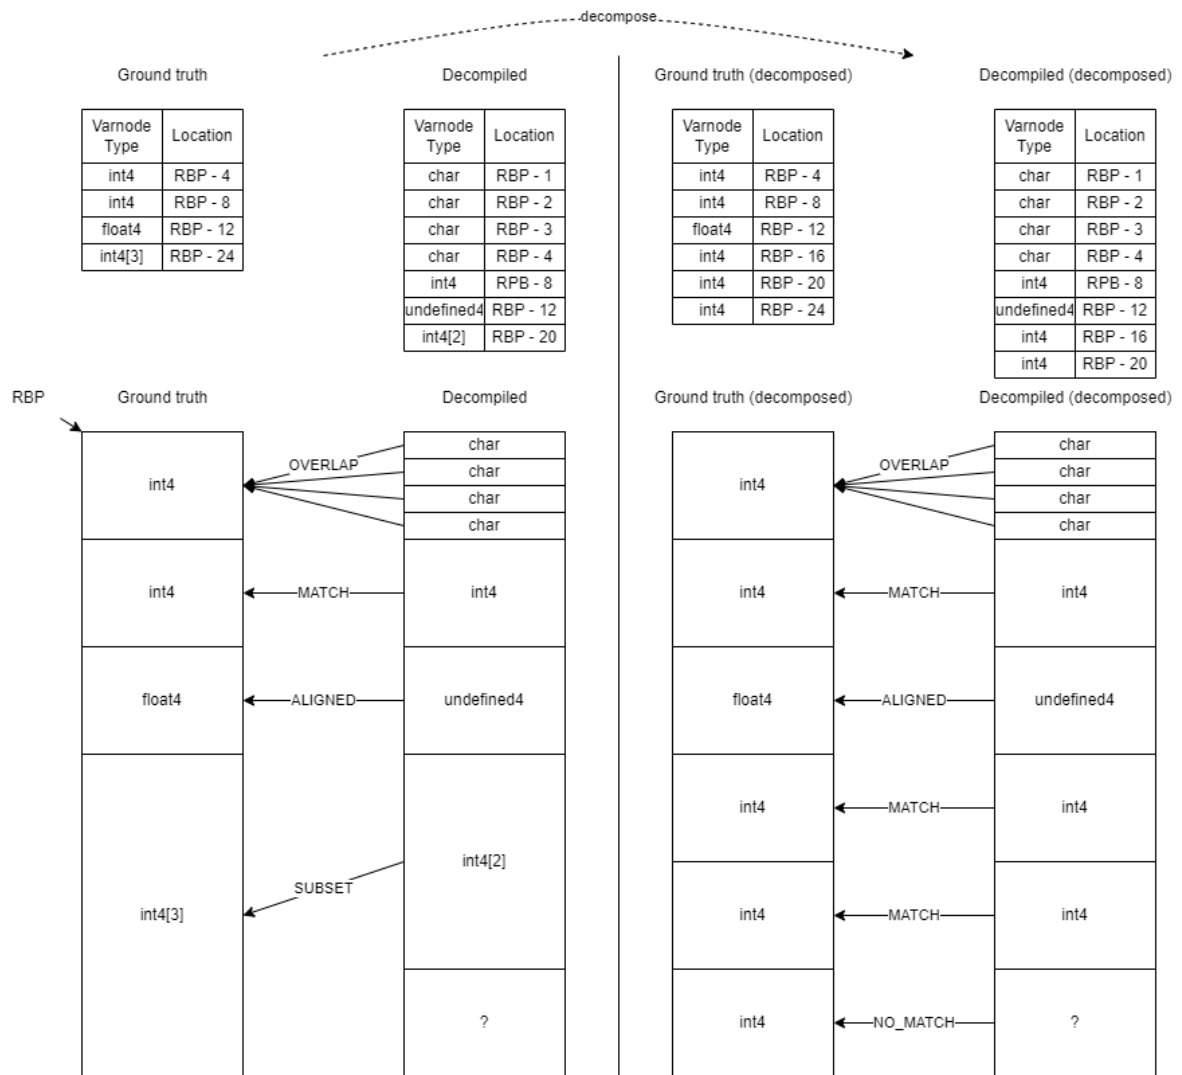 decompose
Ground truth
Decompiled
Ground truth (decomposed)
Decompiled (decomposed)
Varnode Type Location
int4 RBP - 4
int4 RBP - 8
float4 RBP - 12
int4[3] RBP - 24
Varnode Type Location
char RBP - 1
char RBP - 2
char RBP - 3
char RBP - 4
int4 RPB - 8
undefined4 RBP - 12
int4[2] RBP - 20
Varnode Type Location
int4 RBP - 4
int4 RBP - 8
float4 RBP - 12
int4 RBP - 16
int4 RBP - 20
int4 RBP - 24
Varnode Type Location
char RBP - 1
char RBP - 2
char RBP - 3
char RBP - 4
int4 RPB - 8
undefined4 RBP - 12
int4 RBP - 16
int4 RBP - 20
RBP
Ground truth
Decompiled
int4
OVERLAP
char
char
char
char
int4
MATCH
int4
float4
ALIGNED
undefined4
int4[3]
SUBSET
int4[2]
?
Ground truth (decomposed)
Decompiled (decomposed)
int4
OVERLAP
char
char
char
char
int4
MATCH
int4
float4
ALIGNED
undefined4
int4
MATCH
int4
int4
MATCH
int4
int4
NO_MATCH
?